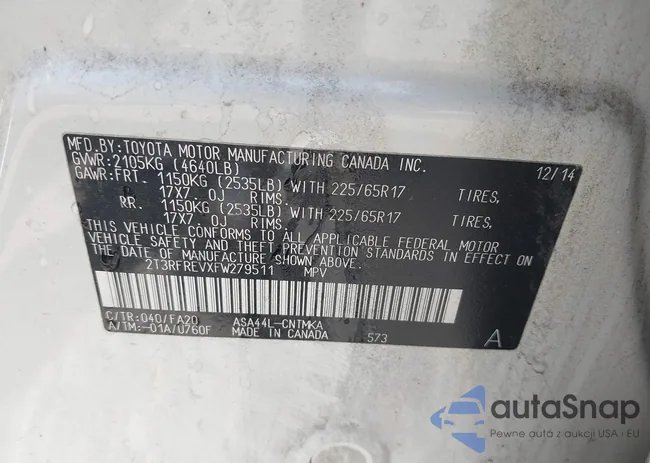 MFD.BY:TOYOTA MOTOR MANUFACTURING CANADA INC. 12/14
GVWR:2105KG (4640LB)
GAWR:FRT- 1150KG (2535LB) WITH 225/65R17 TIRES,
17X7 0J RIMS.
RR. 1150KG (2535LB) WITH 225/65R17 TIRES,
17X7 0J RIMS.
THIS VEHICLE CONFORMS TO ALL APPLICABLE FEDERAL MOTOR
VEHICLE SAFETY AND THEFT PREVENTION STANDARDS IN EFFECT ON
THE DATE OF MANUFACTURE SHOWN ABOVE.
2T3RFREVXFW279511 MPV
C/TR:040/FA20 ASA44L-CNTMKA
A/TM:-01A/U760F MADE IN CANADA 573 A
autoSnap
Pewne auta z aukcji USA i EU